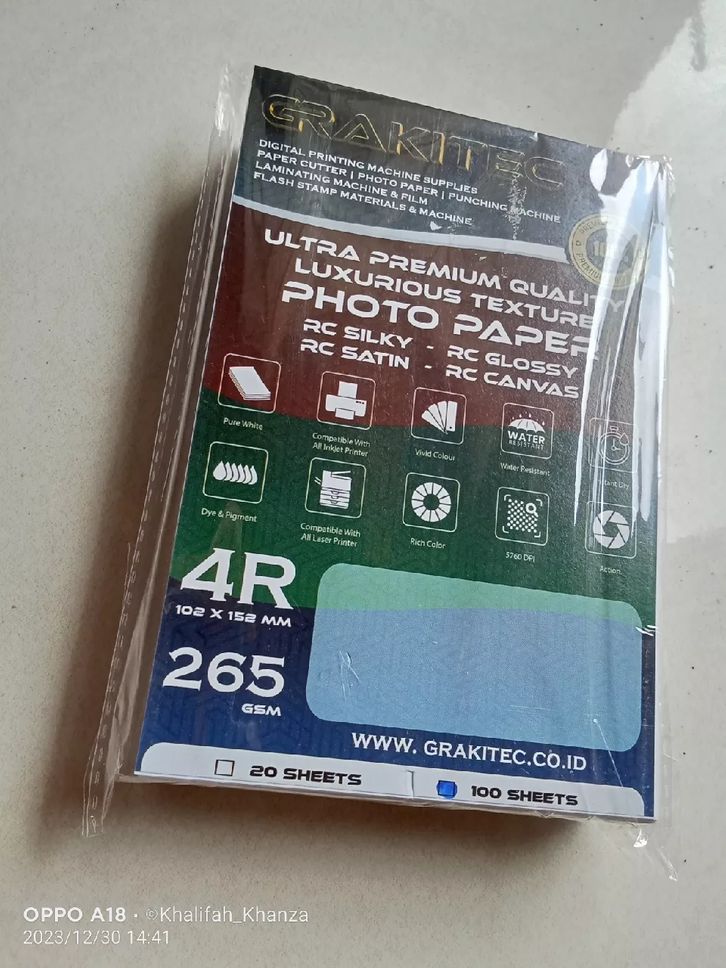 GRAKITEC
DIGITAL PRINTING MACHINE SUPPLIES
PAPER CUTTER | PHOTO PAPER | PUNCHING MACHINE
LAMINATING MACHINE & FILM
FLASH STAMP MATERIALS & MACHINE
ULTRA PREMIUM QUALITY
LUXURIOUS TEXTURE
PHOTO PAPER
RC SILKY - RC GLOSSY
RC SATIN - RC CANVAS
Pure White
Compatible With
All Inkjet Printer
Vivid Colour
WATER
RESISTANT
Water Resistant
Dry
Dye & Pigment
Compatible With
All Laser Printer
Rich Color
5760 DPI
Action
4R
102 X 152 MM
265
GSM
WWW. GRAKITEC.CO.ID
20 SHEETS
100 SHEETS
OPPO A18 · ©Khalifah_Khanza
2023/12/30 14:41